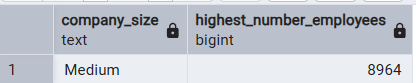 company_size highest_number_employees
text bigint
1 Medium 8964